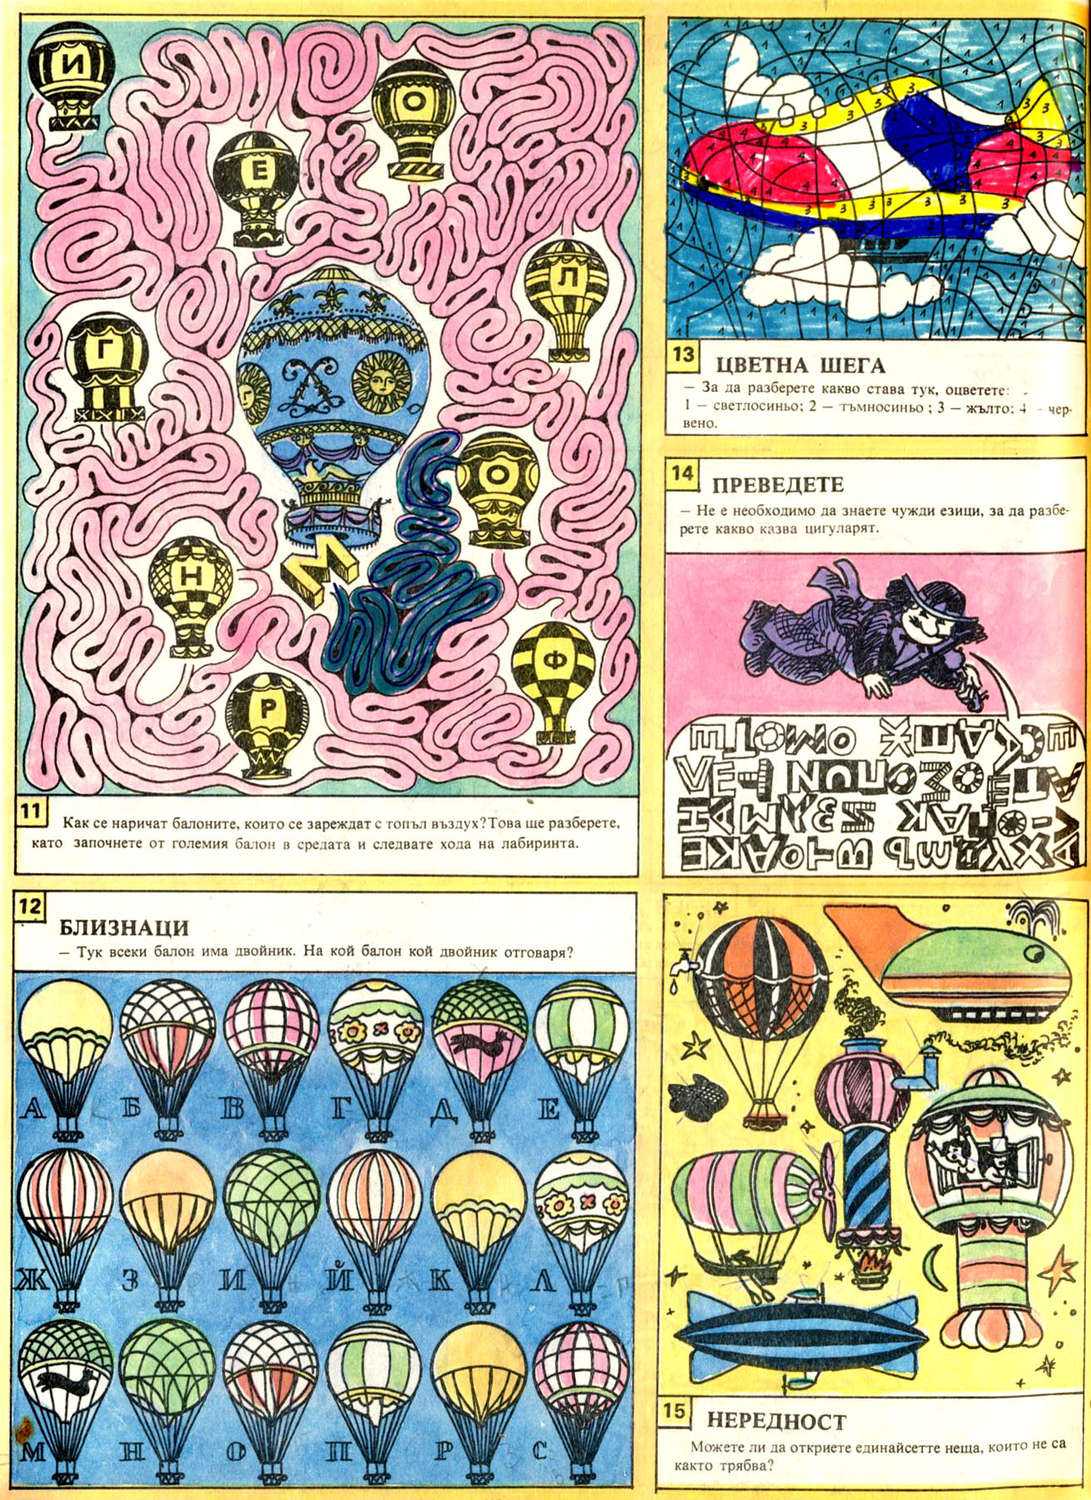 И
О
Е
Л
Г
О
Н
М
Ф
Р
11
Как се наричат балоните, които се зареждат с топъл въздух? Това ще разберете,
като започнете от големия балон в средата и следвате хода на лабиринта.
12
БЛИЗНАЦИ
— Тук всеки балон има двойник. На кой балон кой двойник отговаря?
А Б В Г Д Е
Ж З И Й К Л
М Н О П Р С
13
ЦВЕТНА ШЕГА
— За да разберете какво става тук, оцветете:
1 — светлосиньо; 2 — тъмносиньо ; 3 — жълто; 4 - чер-
вено.
14
ПРЕВЕДЕТЕ
— Не е необходимо да знаете чужди езици, за да разбе-
рете какво казва цигуларят.
15
НЕРЕДНОСТ
Можете ли да откриете единайсетте неща, които не са
както трябва?